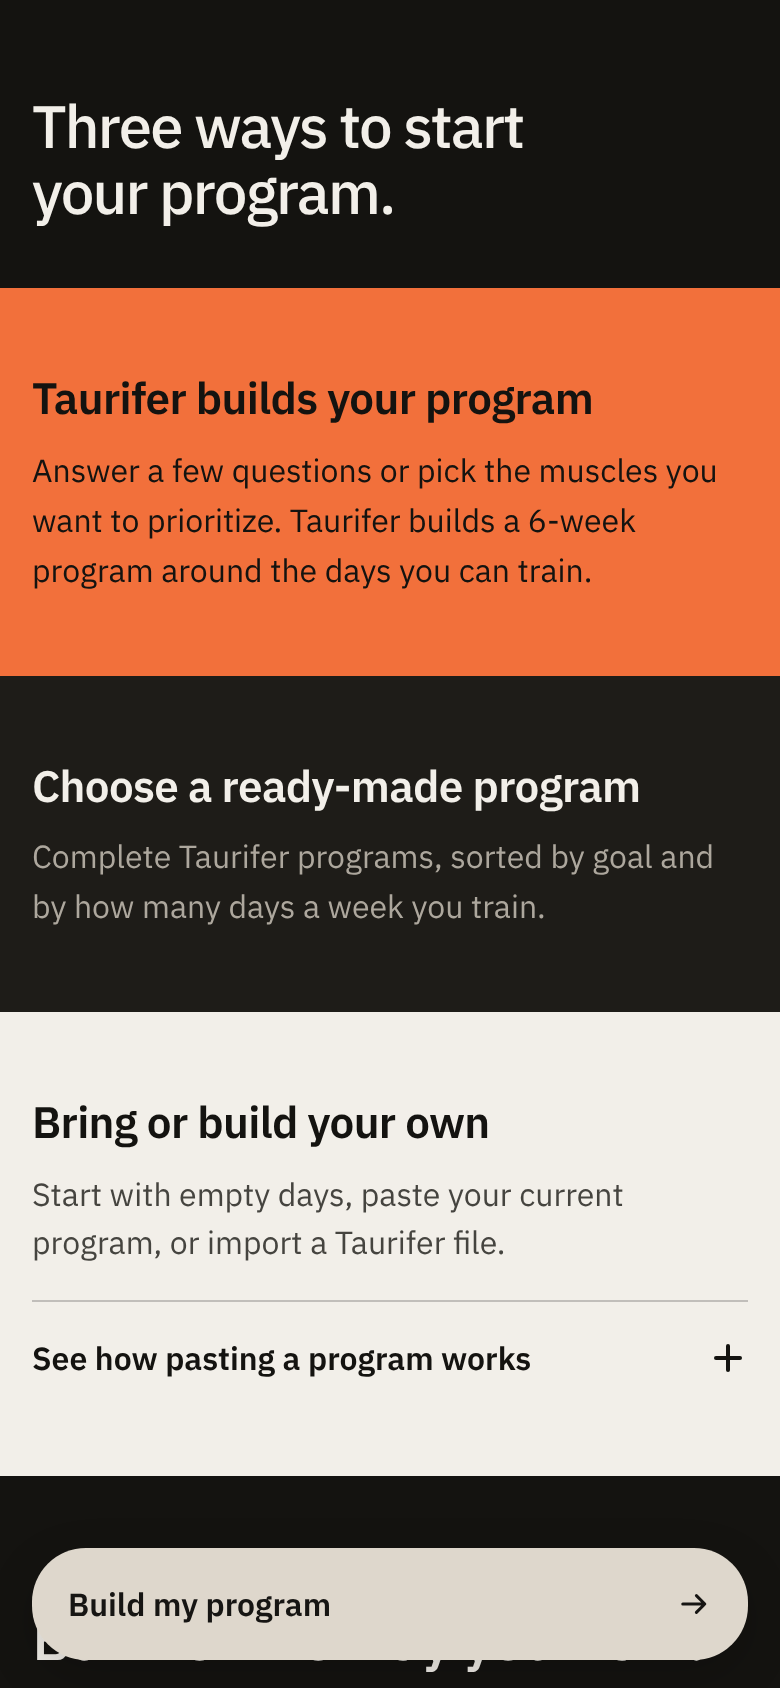 Three ways to start
your program.
Taurifer builds your program
Answer a few questions or pick the muscles you
want to prioritize. Taurifer builds a 6-week
program around the days you can train.
Choose a ready-made program
Complete Taurifer programs, sorted by goal and
by how many days a week you train.
Bring or build your own
Start with empty days, paste your current
program, or import a Taurifer file.
See how pasting a program works
Build my program